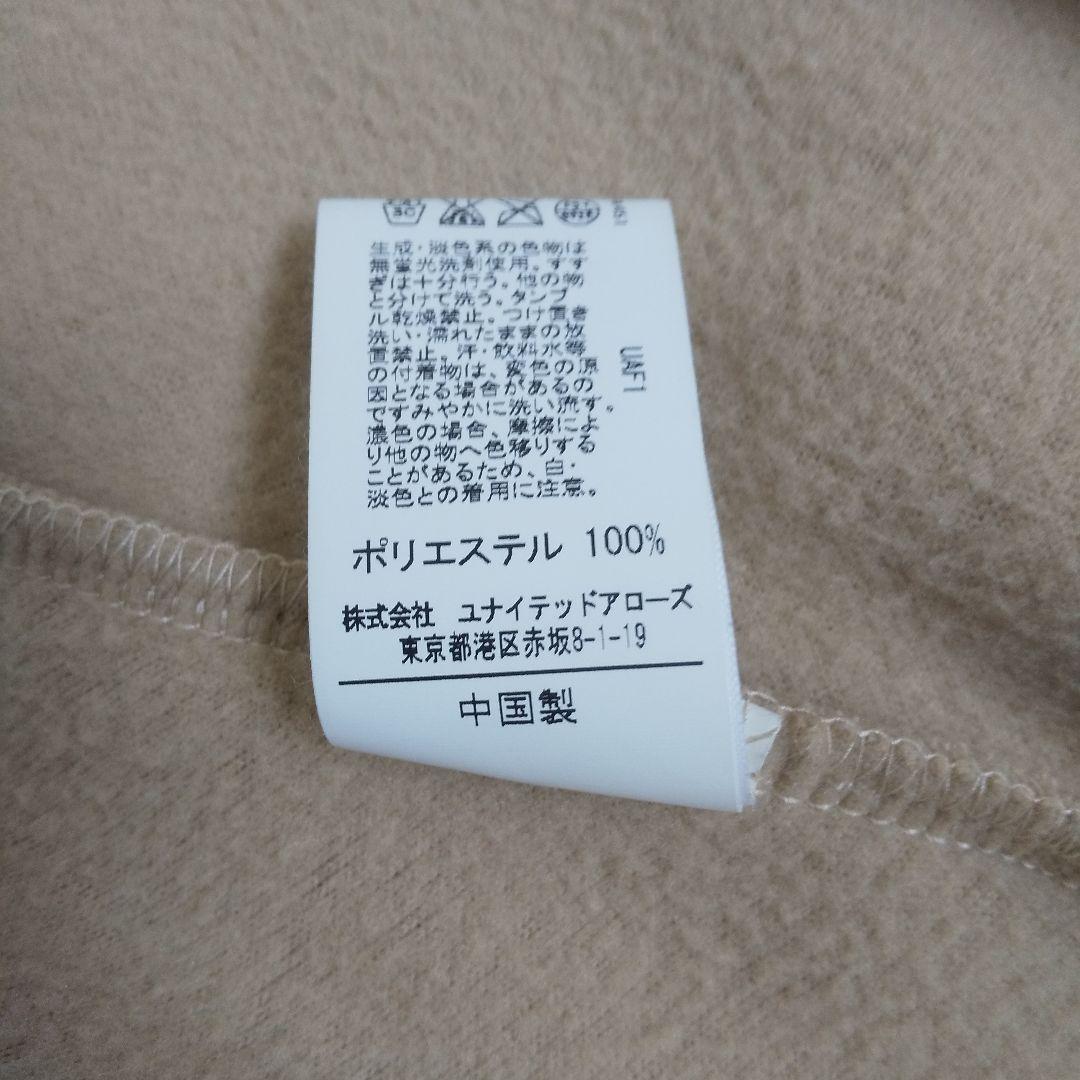 生成・淡色系の色物は
無蛍光洗剤使用。すす
ぎは十分行う。他の物
と分けて洗う。タンブ
ル乾燥禁止。つけ置き
洗い・濡れたままの放
置禁止。汗・飲料水等
の付着物は、変色の原
因となる場合があるの
ですみやかに洗い流す。
濃色の場合、摩擦によ
り他の物へ色移りする
ことがあるため、白・
淡色との着用に注意。
UAF1
ポリエステル 100%
株式会社 ユナイテッドアローズ
東京都港区赤坂8-1-19
中国製